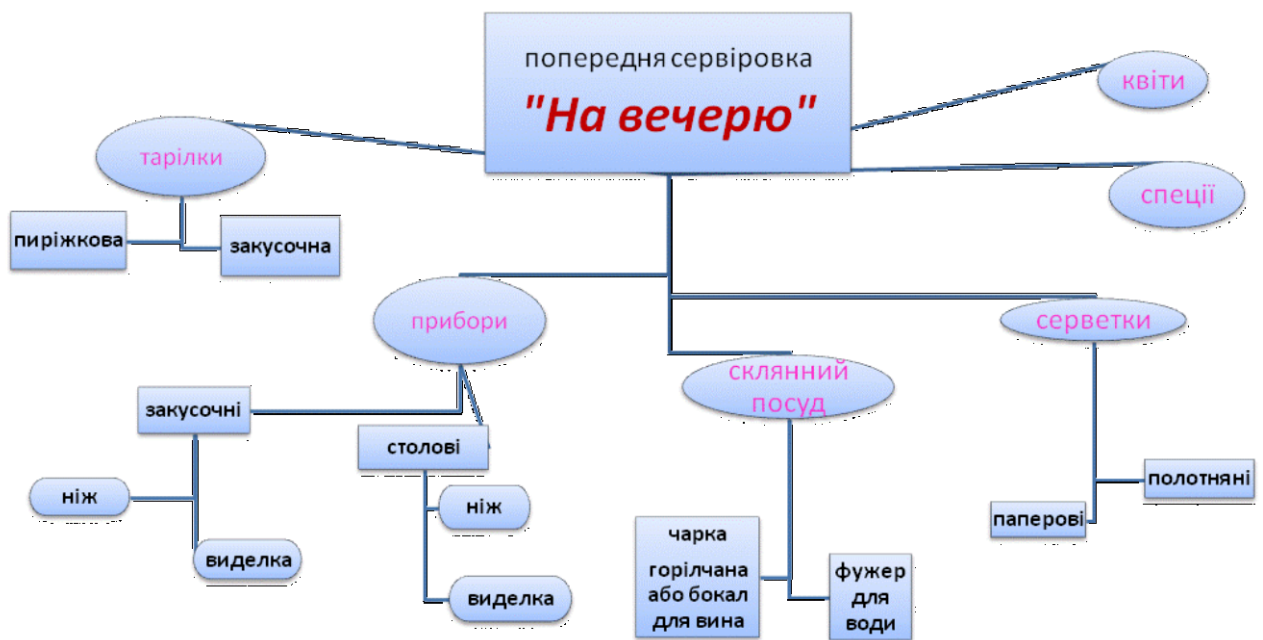 попередня сервіровка
"На вечерю"
квіти
тарілки
спеції
пиріжкова
закусочна
прибори
серветки
склянний
посуд
закусочні
столові
полотняні
ніж
ніж
паперові
чарка
горілчана
або бокал
для вина
фужер
для
води
виделка
виделка